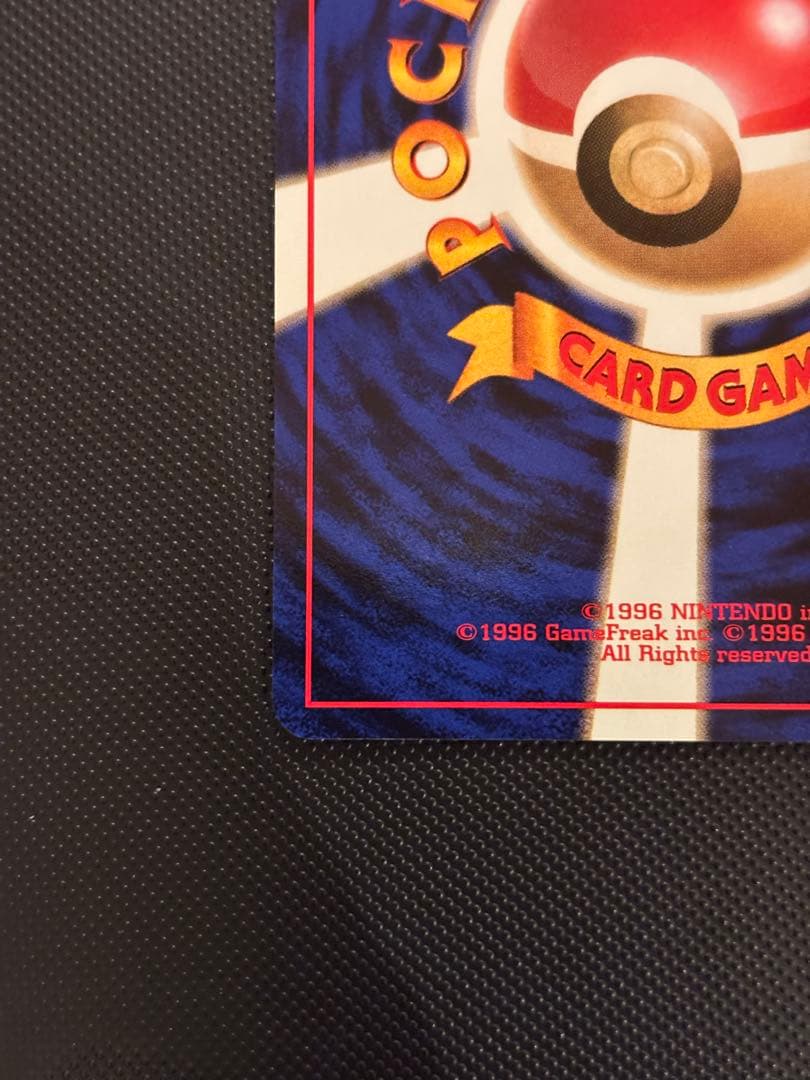 POC
CARD GAM
©1996 NINTENDO
©1996 GameFreak inc. ©1996
All Rights reserved